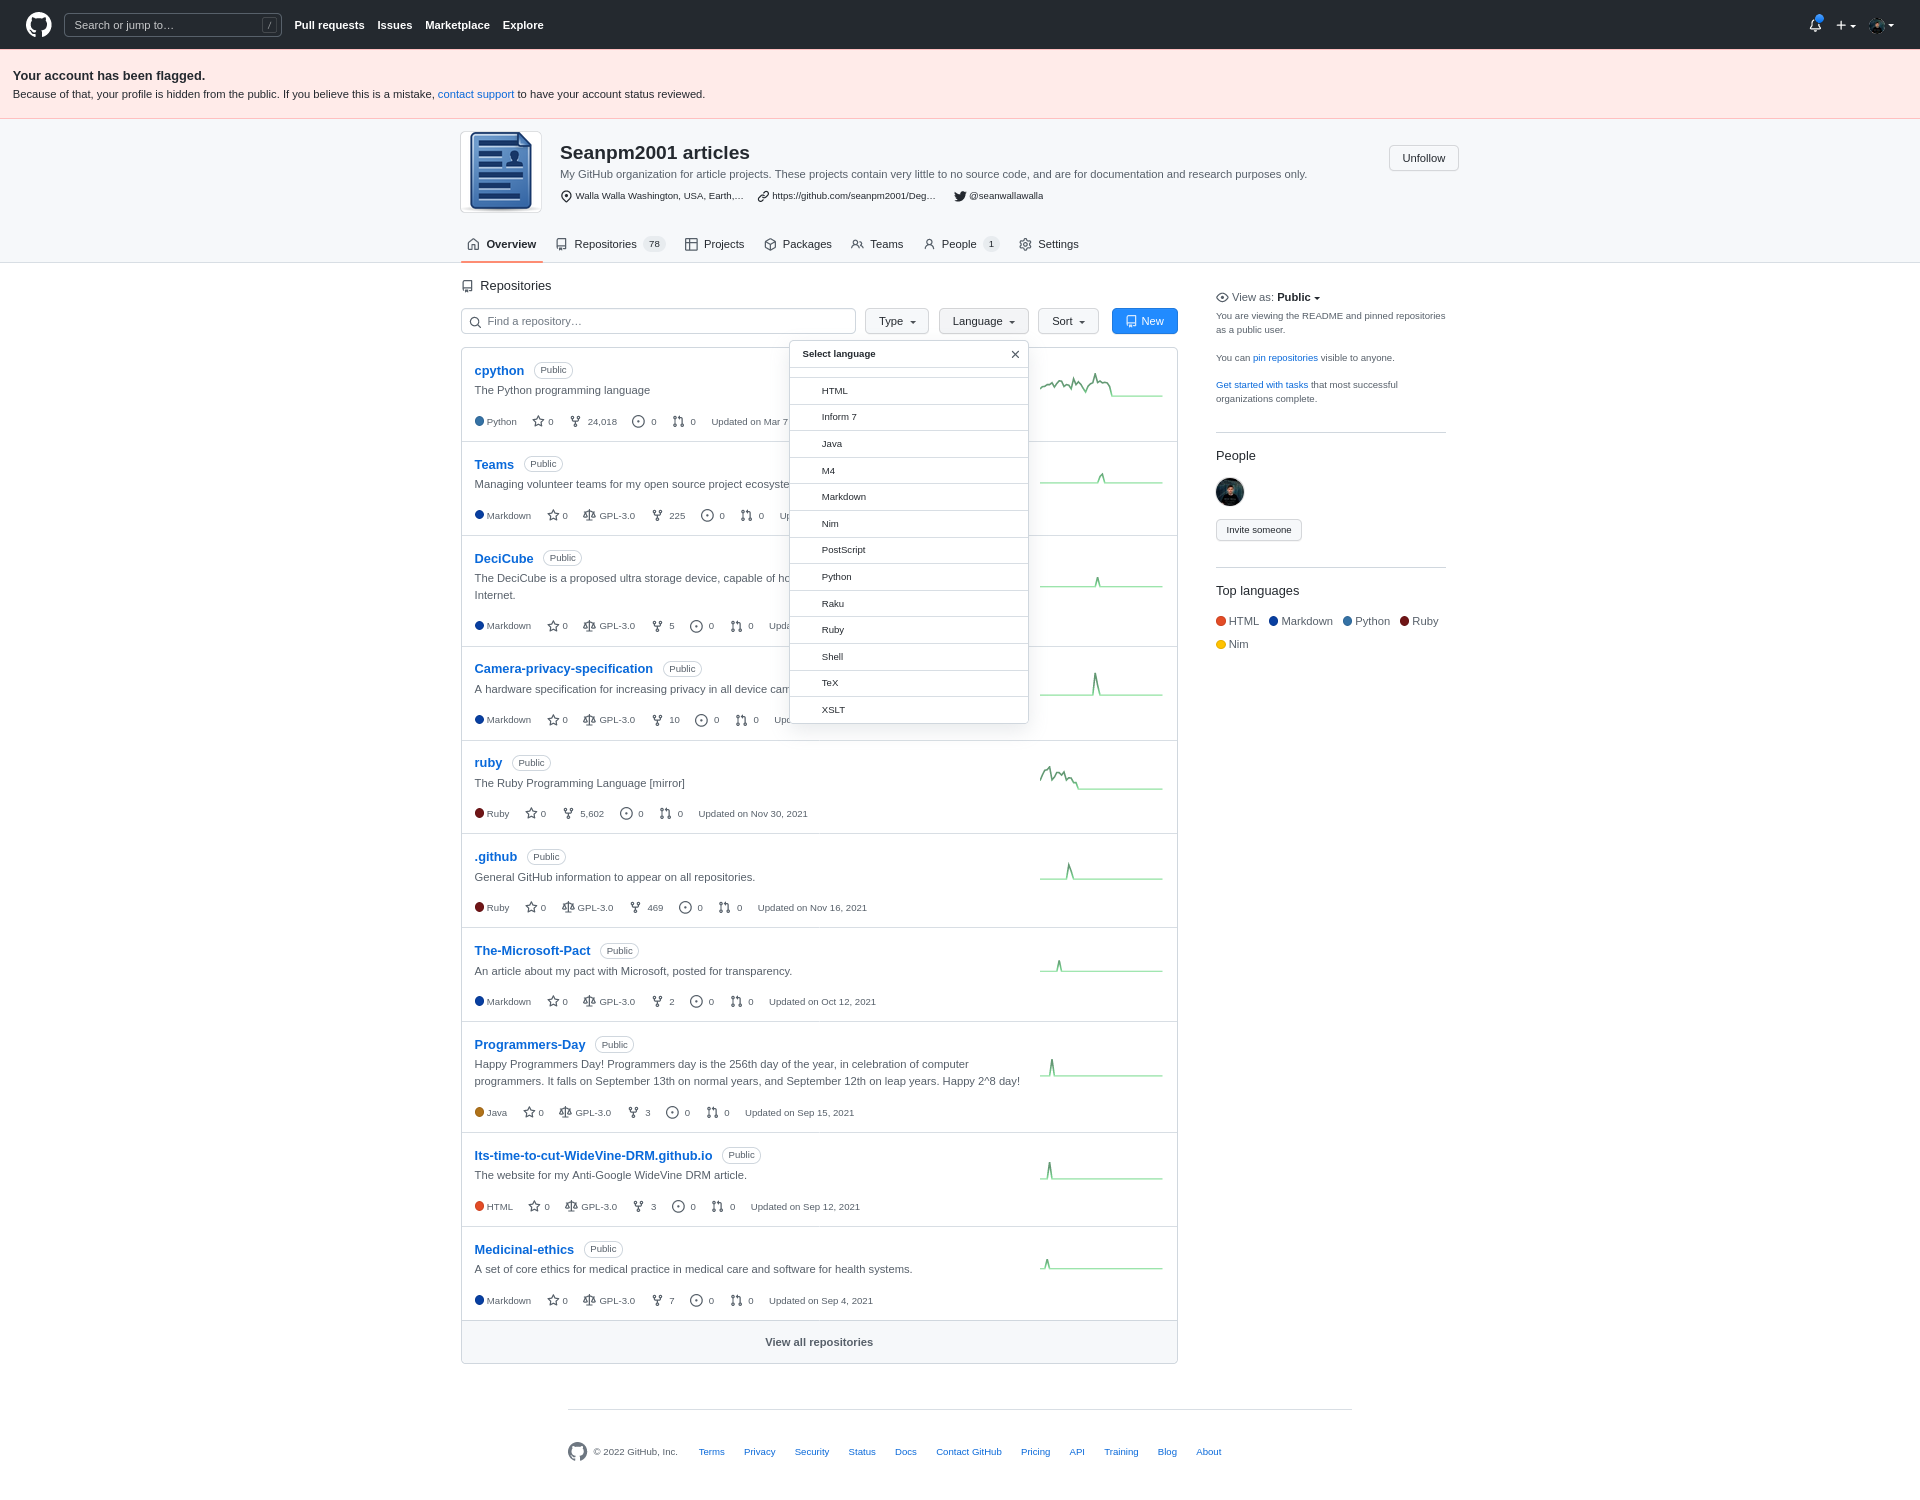 Search or jump to…
/
Pull requests Issues Marketplace Explore
Your account has been flagged.
Because of that, your profile is hidden from the public. If you believe this is a mistake, contact support to have your account status reviewed.
Seanpm2001 articles
Unfollow
My GitHub organization for article projects. These projects contain very little to no source code, and are for documentation and research purposes only.
Walla Walla Washington, USA, Earth,… https://github.com/seanpm2001/Deg… @seanwallawalla
Overview Repositories 78 Projects Packages Teams People 1 Settings
Repositories
Find a repository… Type Language Sort New
Select language
HTML
Inform 7
Java
M4
Markdown
Nim
PostScript
Python
Raku
Ruby
Shell
TeX
XSLT
cpython Public
The Python programming language
Python 0 24,018 0 0 Updated on Mar 7
Teams Public
Managing volunteer teams for my open source project ecosyste
Markdown 0 GPL-3.0 225 0 0 Up
DeciCube Public
The DeciCube is a proposed ultra storage device, capable of ho
Internet.
Markdown 0 GPL-3.0 5 0 0 Upda
Camera-privacy-specification Public
A hardware specification for increasing privacy in all device cam
Markdown 0 GPL-3.0 10 0 0 Upd
ruby Public
The Ruby Programming Language [mirror]
Ruby 0 5,602 0 0 Updated on Nov 30, 2021
.github Public
General GitHub information to appear on all repositories.
Ruby 0 GPL-3.0 469 0 0 Updated on Nov 16, 2021
The-Microsoft-Pact Public
An article about my pact with Microsoft, posted for transparency.
Markdown 0 GPL-3.0 2 0 0 Updated on Oct 12, 2021
Programmers-Day Public
Happy Programmers Day! Programmers day is the 256th day of the year, in celebration of computer
programmers. It falls on September 13th on normal years, and September 12th on leap years. Happy 2^8 day!
Java 0 GPL-3.0 3 0 0 Updated on Sep 15, 2021
Its-time-to-cut-WideVine-DRM.github.io Public
The website for my Anti-Google WideVine DRM article.
HTML 0 GPL-3.0 3 0 0 Updated on Sep 12, 2021
Medicinal-ethics Public
A set of core ethics for medical practice in medical care and software for health systems.
Markdown 0 GPL-3.0 7 0 0 Updated on Sep 4, 2021
View all repositories
View as: Public
You are viewing the README and pinned repositories
as a public user.
You can pin repositories visible to anyone.
Get started with tasks that most successful
organizations complete.
People
Invite someone
Top languages
HTML Markdown Python Ruby
Nim
© 2022 GitHub, Inc. Terms Privacy Security Status Docs Contact GitHub Pricing API Training Blog About